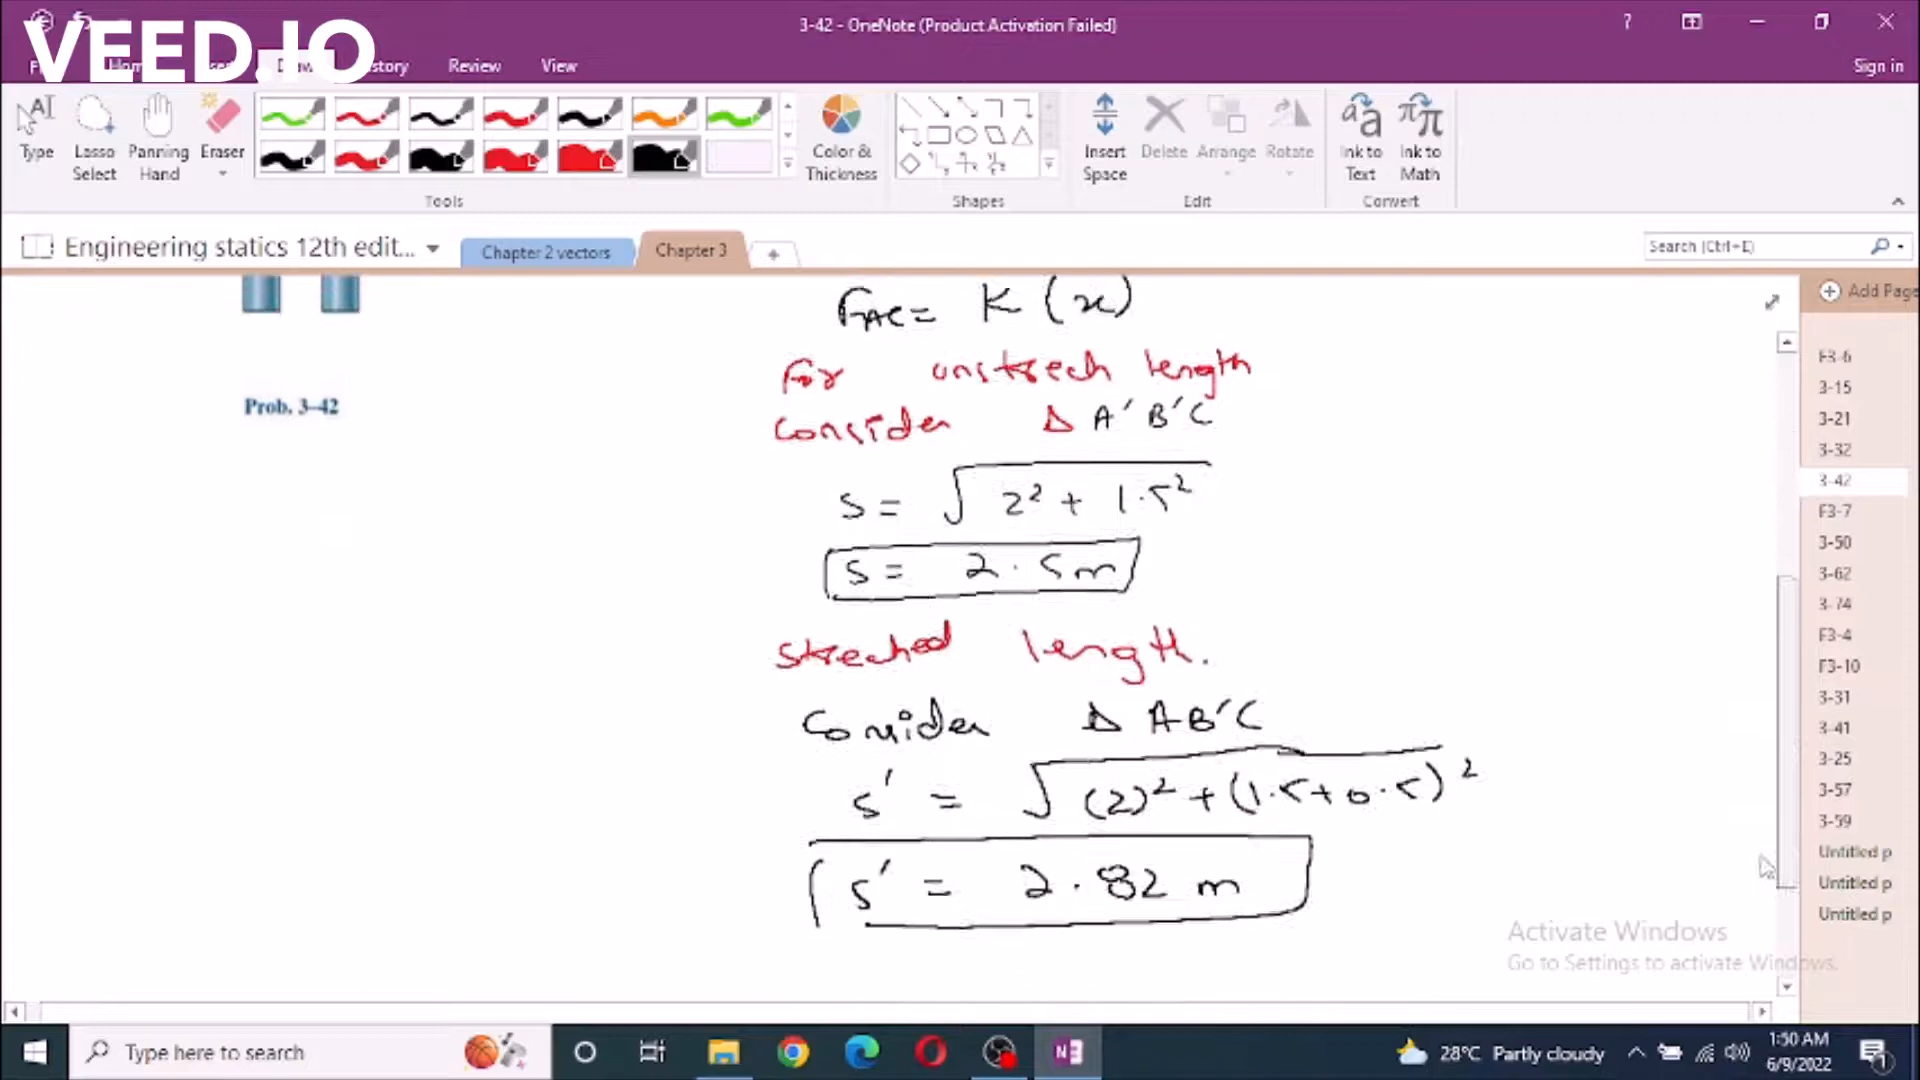 3-42 - OneNote (Product Activation Failed)
VEED.IO
Review
View
Sign in
Type
Lasso Select
Panning Hand
Eraser
Color & Thickness
Insert Space
Delete
Arrange
Rotate
Ink to Text
Ink to Math
Tools
Shapes
Edit
Convert
Engineering statics 12th edit...
Chapter 2 vectors
Chapter 3
Search (Ctrl+E)
Add Page
FAC = K (x)
For unstrech length
Consider Δ A'B'C
S = √2² + 1.5²
S = 2.5m
Streched length.
Consider Δ AB'C
S' = √(2)² + (1.5+0.5)²
S' = 2.82 m
Prob. 3–42
F3-6
3-15
3-21
3-32
3-42
F3-7
3-50
3-62
3-74
F3-4
F3-10
3-31
3-41
3-25
3-57
3-59
Untitled p
Untitled p
Untitled p
Activate Windows
Go to Settings to activate Windows.
Type here to search
28°C Partly cloudy
1:50 AM
6/9/2022